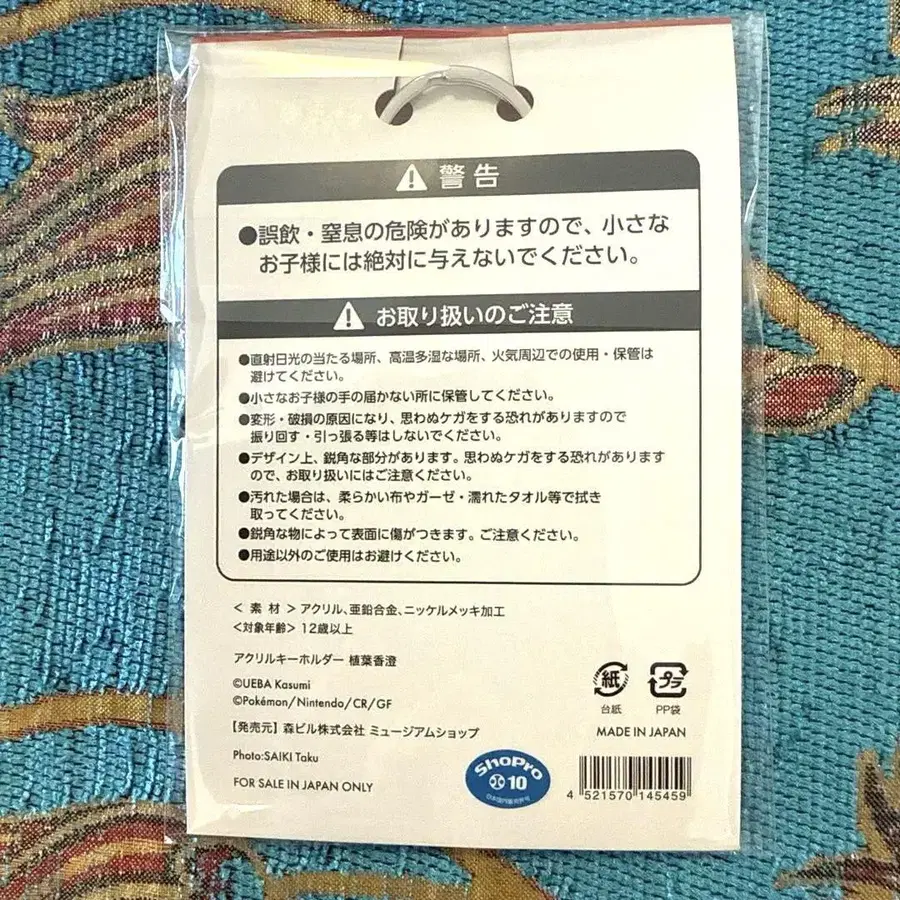 警告
●誤飲・窒息の危険がありますので、小さな
お子様には絶対に与えないでください。
お取り扱いのご注意
●直射日光の当たる場所、高温多湿な場所、火気周辺での使用・保管は
避けてください。
●小さなお子様の手の届かない所に保管してください。
●変形・破損の原因になり、思わぬケガをする恐れがありますので
振り回す・引っ張る等はしないでください。
●デザイン上、鋭角な部分があります。思わぬケガをする恐れがあります
ので、お取り扱いにはご注意ください。
●汚れた場合は、柔らかい布やガーゼ・濡れたタオル等で拭き
取ってください。
●鋭角な物によって表面に傷がつきます。ご注意ください。
●用途以外のご使用はお避けください。
<素材>アクリル、亜鉛合金、ニッケルメッキ加工
<対象年齢>12歳以上
アクリルキーホルダー 植葉香澄
©UEBA Kasumi
©Pokémon/Nintendo/CR/GF
【発売元】森ビル株式会社 ミュージアムショップ
Photo:SAIKI Taku
FOR SALE IN JAPAN ONLY
紙
台紙
プラ
PP袋
MADE IN JAPAN
ShoPro
10
日本国内販売許可
4 521570 145459